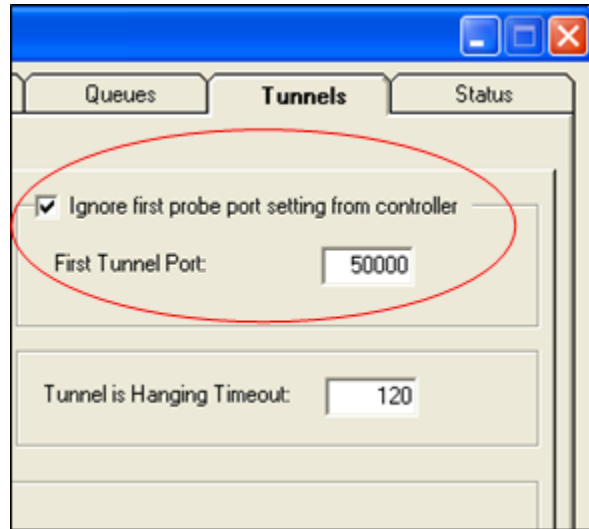 Queues
Tunnels
Status
Ignore first probe port setting from controller
First Tunnel Port:
50000
Tunnel is Hanging Timeout:
120